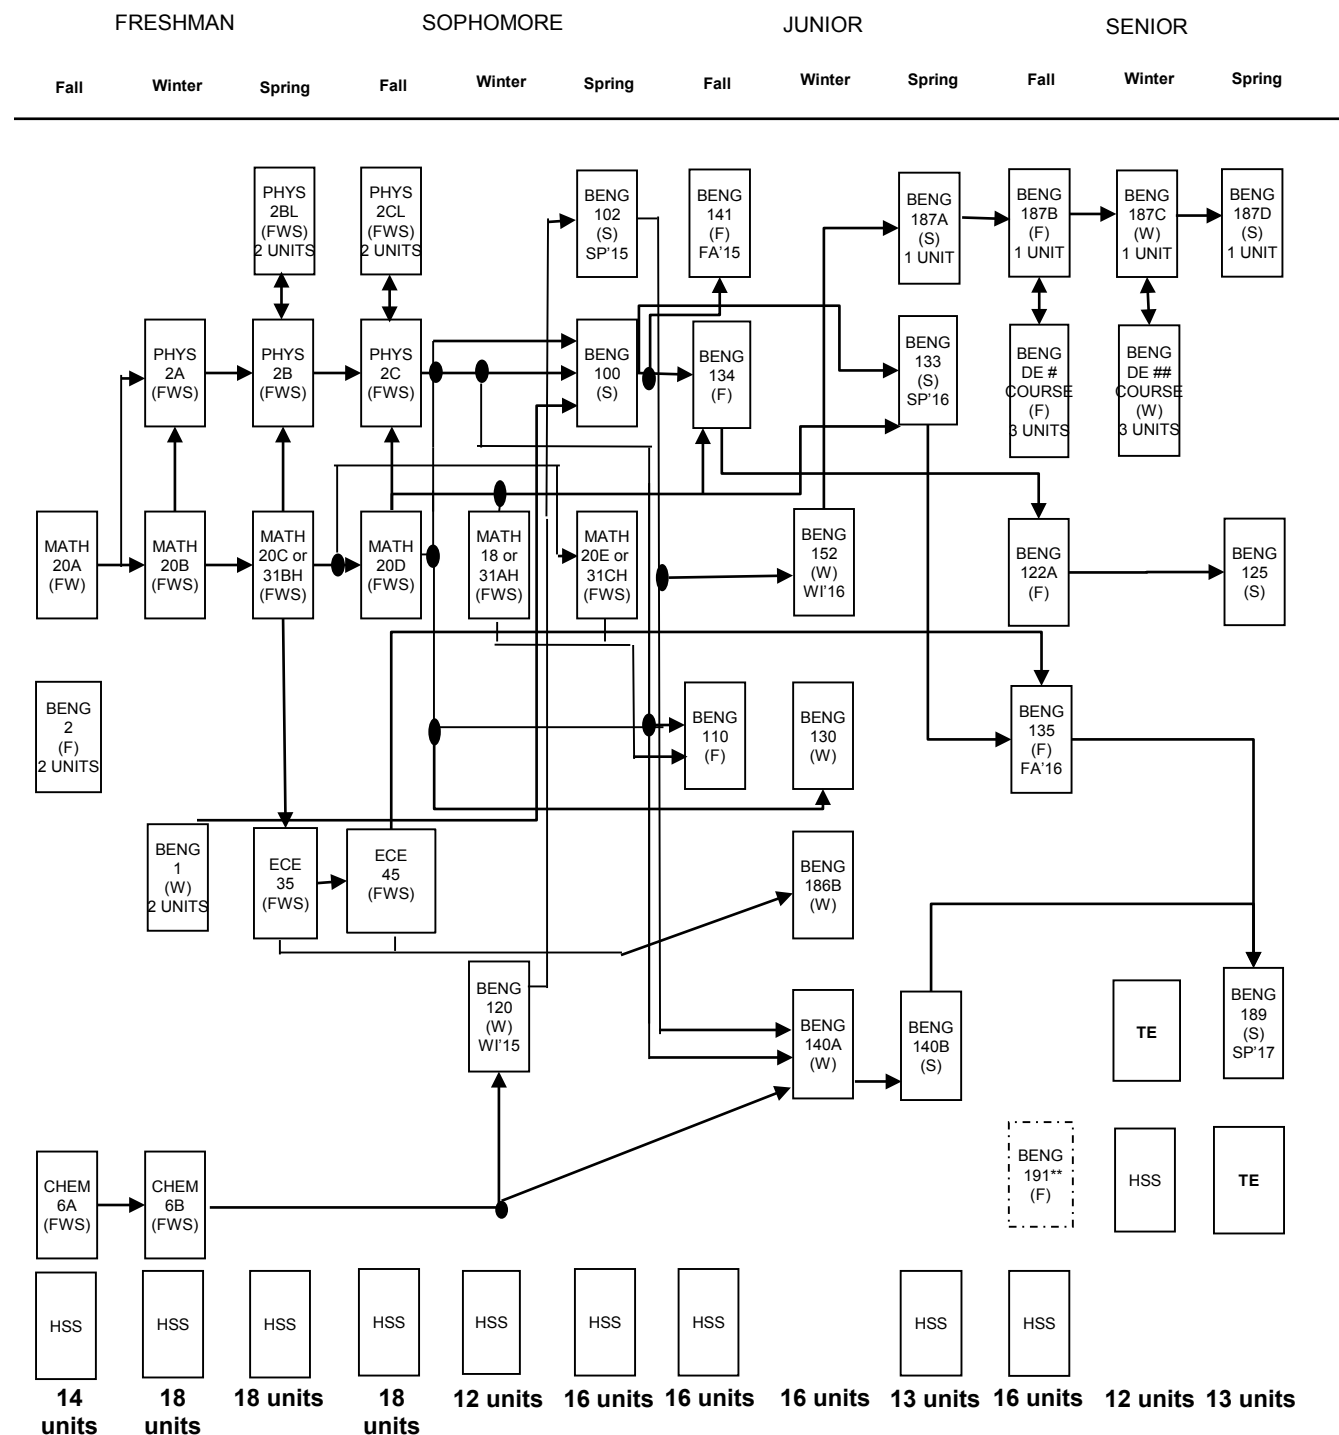 FRESHMAN
SOPHOMORE
JUNIOR
SENIOR
Fall
Winter
Spring
Fall
Winter
Spring
Fall
Winter
Spring
Fall
Winter
Spring
PHYS
2BL
(FWS)
2 UNITS
PHYS
2CL
(FWS)
2 UNITS
BENG
102
(S)
SP'15
BENG
141
(F)
FA'15
BENG
187A
(S)
1 UNIT
BENG
187B
(F)
1 UNIT
BENG
187C
(W)
1 UNIT
BENG
187D
(S)
1 UNIT
PHYS
2A
(FWS)
PHYS
2B
(FWS)
PHYS
2C
(FWS)
BENG
100
(S)
BENG
134
(F)
BENG
133
(S)
SP'16
BENG
DE #
COURSE
(F)
3 UNITS
BENG
DE ##
COURSE
(W)
3 UNITS
MATH
20A
(FW)
MATH
20B
(FWS)
MATH
20C or
31BH
(FWS)
MATH
20D
(FWS)
MATH
18 or
31AH
(FWS)
MATH
20E or
31CH
(FWS)
BENG
152
(W)
WI'16
BENG
122A
(F)
BENG
125
(S)
BENG
2
(F)
2 UNITS
BENG
110
(F)
BENG
130
(W)
BENG
135
(F)
FA'16
BENG
1
(W)
2 UNITS
ECE
35
(FWS)
ECE
45
(FWS)
BENG
186B
(W)
BENG
120
(W)
WI'15
BENG
140A
(W)
BENG
140B
(S)
TE
BENG
189
(S)
SP'17
CHEM
6A
(FWS)
CHEM
6B
(FWS)
BENG
191**
(F)
HSS
TE
HSS
HSS
HSS
HSS
HSS
HSS
HSS
HSS
HSS
14
units
18
units
18 units
18
units
12 units
16 units
16 units
16 units
13 units
16 units
12 units
13 units